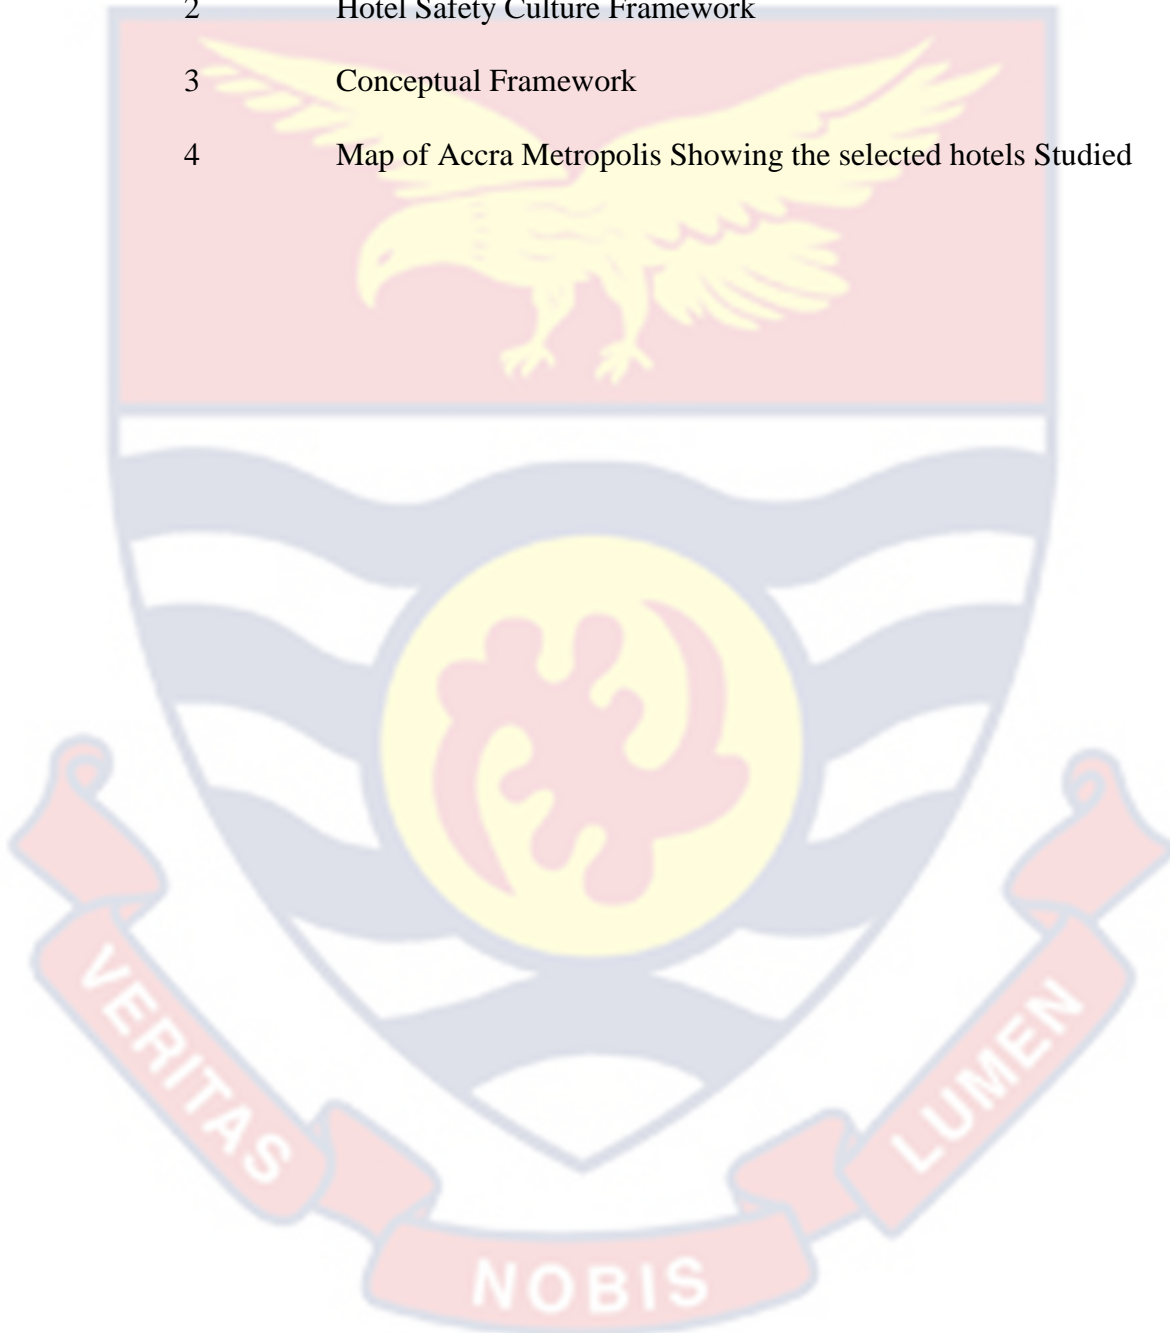 2 Hotel Safety Culture Framework
3 Conceptual Framework
4 Map of Accra Metropolis Showing the selected hotels Studied
VERITAS
NOBIS
LUMEN